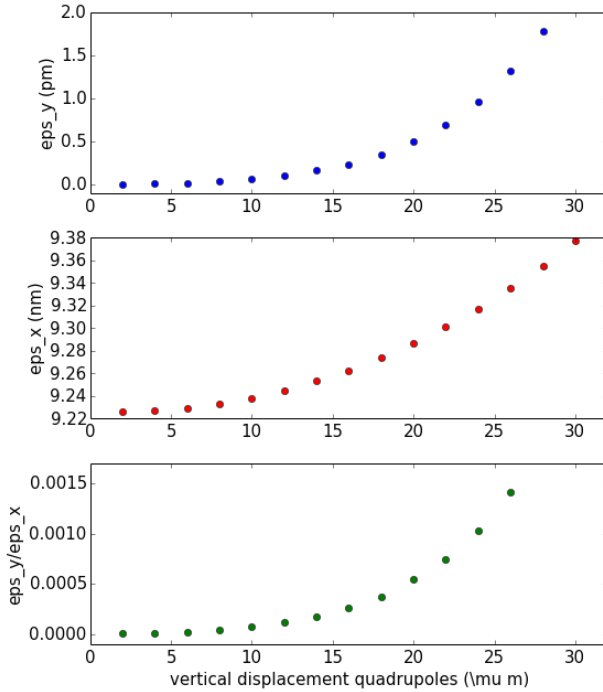 2.0
1.5
1.0
0.5
0.0
eps_y (pm)
0 5 10 15 20 25 30
9.38
9.36
9.34
9.32
9.30
9.28
9.26
9.24
9.22
eps_x (nm)
0 5 10 15 20 25 30
0.0015
0.0010
0.0005
0.0000
eps_y/eps_x
0 5 10 15 20 25 30
vertical displacement quadrupoles (\mu m)